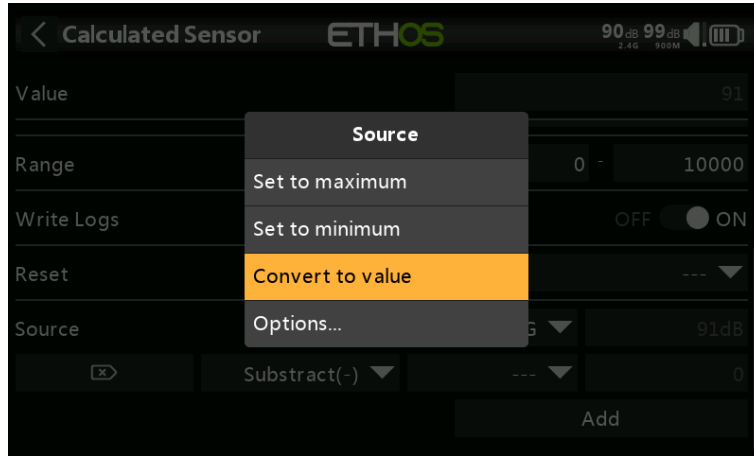 Calculated Sensor ETHOS 90dB 99dB
2.4G 900M
Value 91
Source
Set to maximum
Range 0 - 10000
Set to minimum
Write Logs OFF ON
Convert to value
Reset ---
Options...
Source G 91dB
Substract(-) --- 0
Add